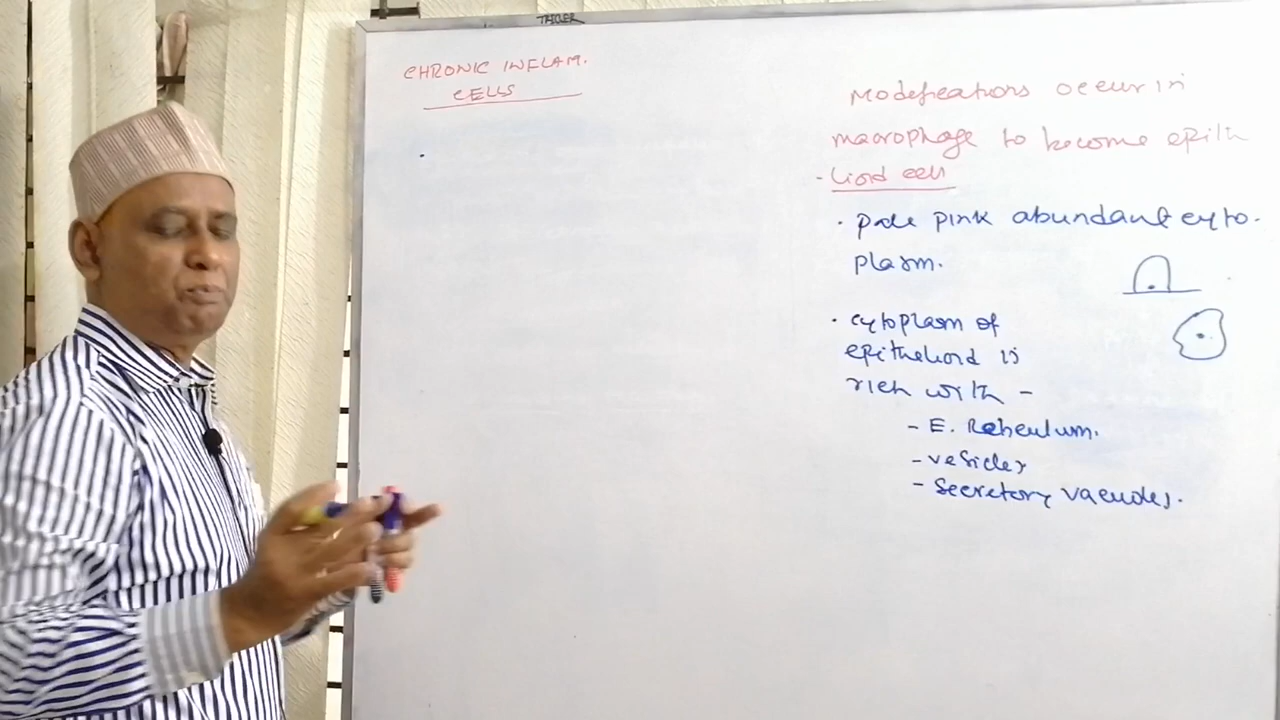 CHRONIC INFLAM.
CELLS
Modifications occur in
macrophage to become epith
- lioid cell
· pale pink abundant cyto-
plasm.
· cytoplasm of
epithelioid is
rich with -
- E. Reticulum.
- vesicles
- Secretory vacuoles.